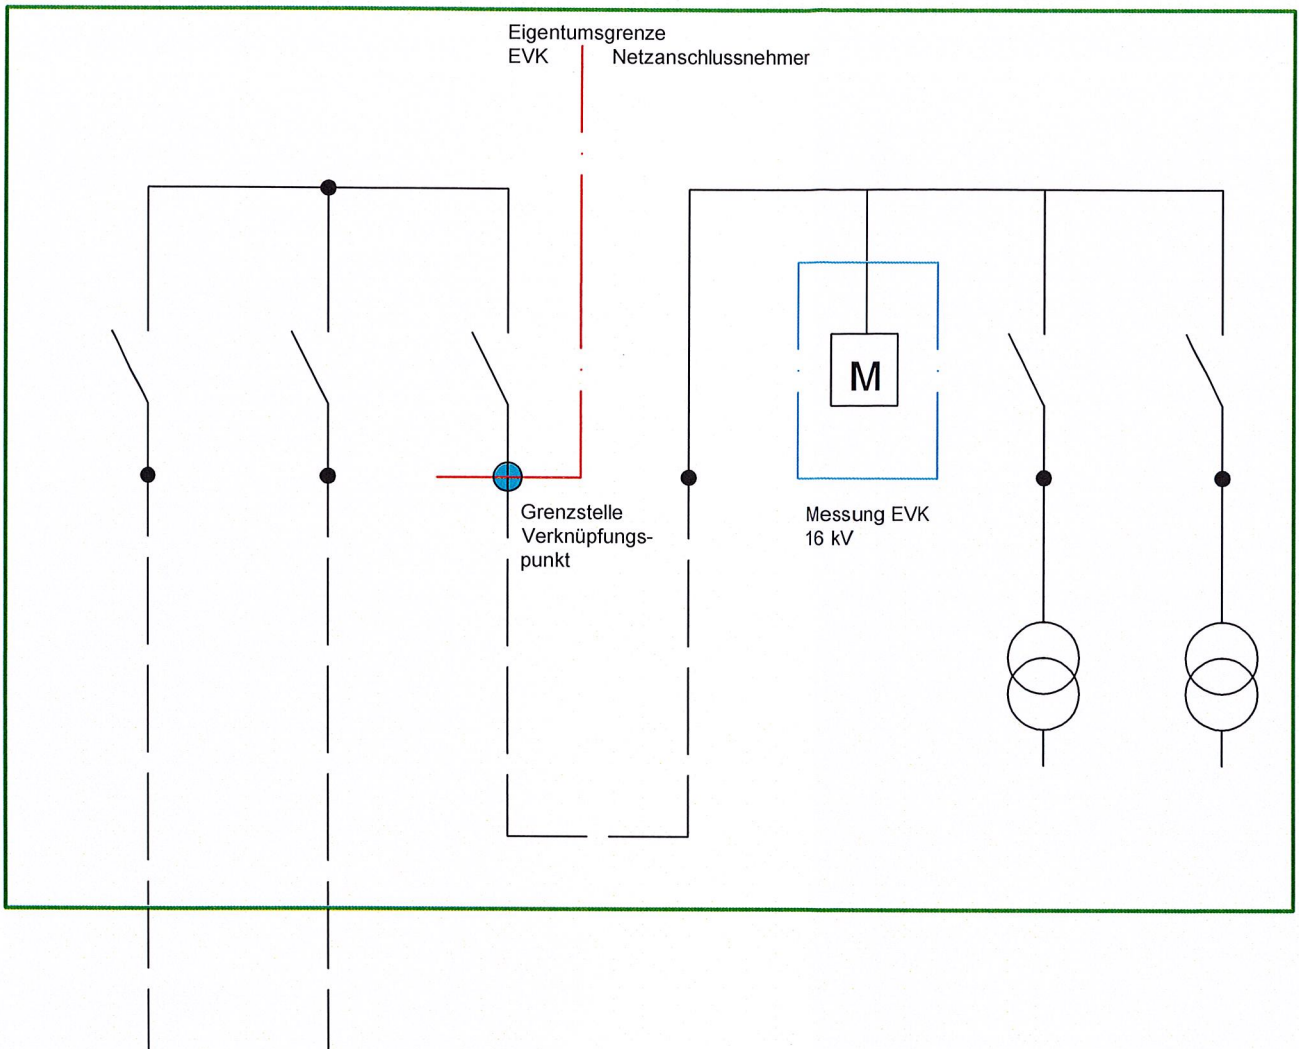 Eigentumsgrenze
EVK Netzanschlussnehmer
M
Grenzstelle
Verknüpfungs-
punkt
Messung EVK
16 kV